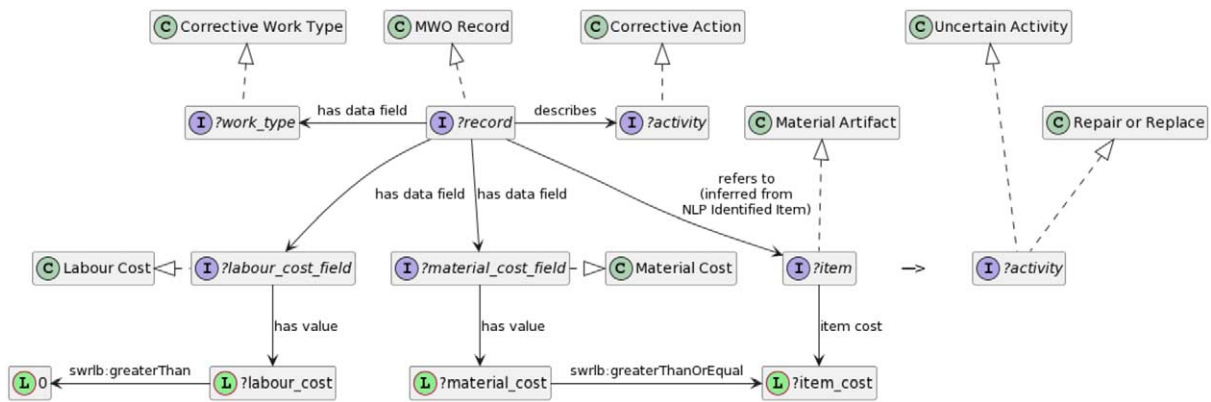 C Corrective Work Type
C MWO Record
C Corrective Action
C Uncertain Activity
I ?work_type
has data field
I ?record
describes
I ?activity
C Material Artifact
C Repair or Replace
has data field
has data field
refers to
(inferred from
NLP Identified Item)
C Labour Cost
I ?labour_cost_field
I ?material_cost_field
C Material Cost
I ?item
—>
I ?activity
has value
has value
item cost
L 0
swrlb:greaterThan
L ?labour_cost
L ?material_cost
swrlb:greaterThanOrEqual
L ?item_cost